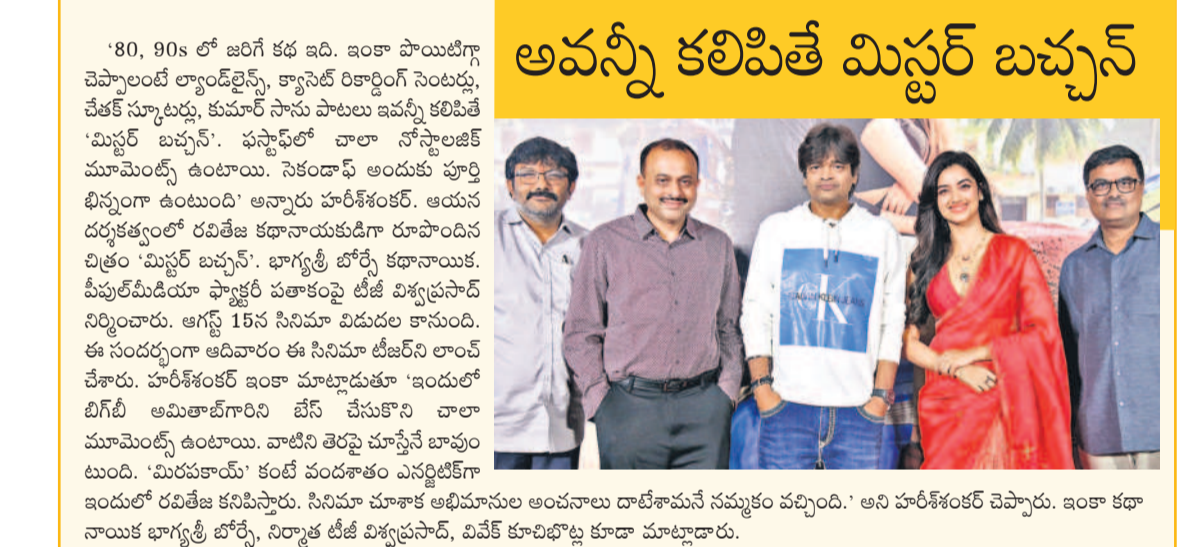 అవన్నీ కలిపితే మిస్టర్ బచ్చన్
‘80, 90s లో జరిగే కథ ఇది. ఇంకా పొయిటిగ్గా
చెప్పాలంటే ల్యాండ్‌లైన్స్, క్యాసెట్ రికార్డింగ్ సెంటర్లు,
చేతక్ స్కూటర్లు, కుమార్ సాను పాటలు ఇవన్నీ కలిపితే
‘మిస్టర్ బచ్చన్’. ఫస్టాఫ్‌లో చాలా నోస్టాలజిక్
మూమెంట్స్ ఉంటాయి. సెకండాఫ్ అందుకు పూర్తి
భిన్నంగా ఉంటుంది’ అన్నారు హరీశ్‌శంకర్. ఆయన
దర్శకత్వంలో రవితేజ కథానాయకుడిగా రూపొందిన
చిత్రం ‘మిస్టర్ బచ్చన్’. భాగ్యశ్రీ బోర్సే కథానాయిక.
పీపుల్‌మీడియా ఫ్యాక్టరీ పతాకంపై టీజీ విశ్వప్రసాద్
నిర్మించారు. ఆగస్ట్ 15న సినిమా విడుదల కానుంది.
ఈ సందర్భంగా ఆదివారం ఈ సినిమా టీజర్‌ని లాంచ్
చేశారు. హరీశ్‌శంకర్ ఇంకా మాట్లాడుతూ ‘ఇందులో
బిగ్‌బీ అమితాబ్‌గారిని బేస్ చేసుకొని చాలా
మూమెంట్స్ ఉంటాయి. వాటిని తెరపై చూస్తేనే బావుం
టుంది. ‘మిరపకాయ్’ కంటే వందశాతం ఎనర్జిటిక్‌గా
ఇందులో రవితేజ కనిపిస్తారు. సినిమా చూశాక అభిమానుల అంచనాలు దాటేశామనే నమ్మకం వచ్చింది.’ అని హరీశ్‌శంకర్ చెప్పారు. ఇంకా కథా
నాయిక భాగ్యశ్రీ బోర్సే, నిర్మాత టీజీ విశ్వప్రసాద్, వివేక్ కూచిభొట్ల కూడా మాట్లాడారు.